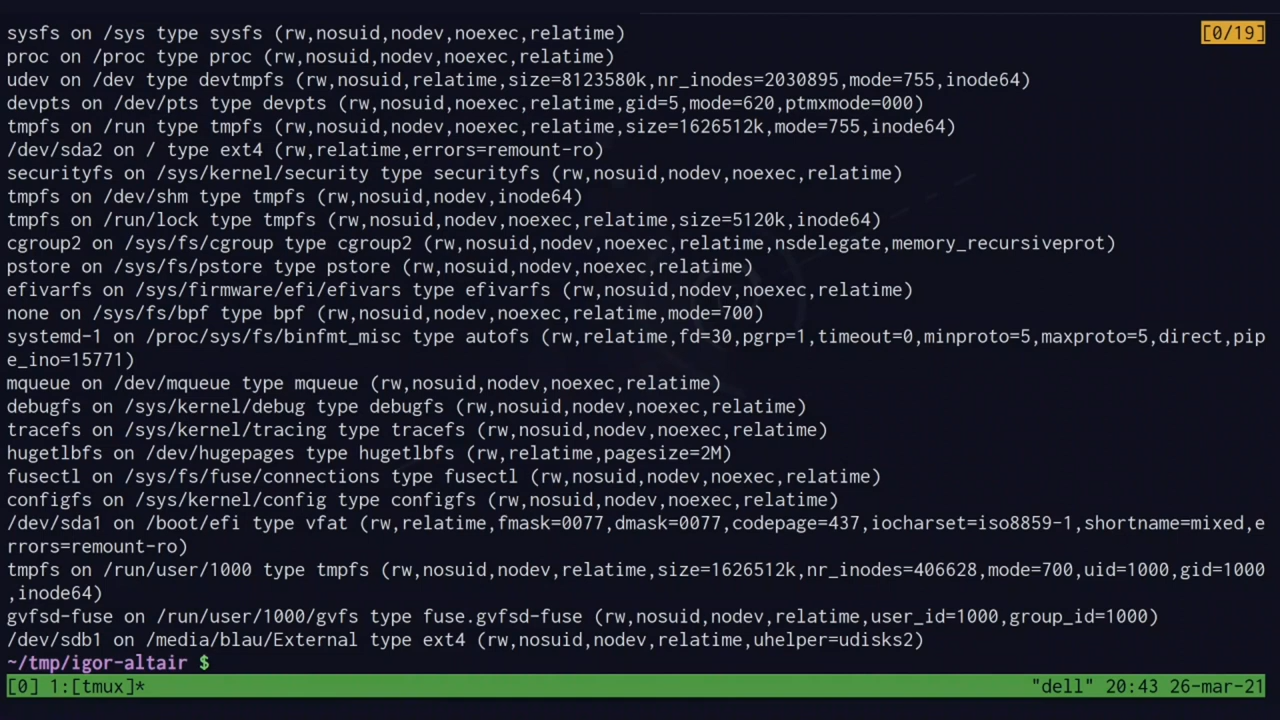 sysfs on /sys type sysfs (rw,nosuid,nodev,noexec,relatime)
[0/19]
proc on /proc type proc (rw,nosuid,nodev,noexec,relatime)
udev on /dev type devtmpfs (rw,nosuid,relatime,size=8123580k,nr_inodes=2030895,mode=755,inode64)
devpts on /dev/pts type devpts (rw,nosuid,noexec,relatime,gid=5,mode=620,ptmxmode=000)
tmpfs on /run type tmpfs (rw,nosuid,nodev,noexec,relatime,size=1626512k,mode=755,inode64)
/dev/sda2 on / type ext4 (rw,relatime,errors=remount-ro)
securityfs on /sys/kernel/security type securityfs (rw,nosuid,nodev,noexec,relatime)
tmpfs on /dev/shm type tmpfs (rw,nosuid,nodev,inode64)
tmpfs on /run/lock type tmpfs (rw,nosuid,nodev,noexec,relatime,size=5120k,inode64)
cgroup2 on /sys/fs/cgroup type cgroup2 (rw,nosuid,nodev,noexec,relatime,nsdelegate,memory_recursiveprot)
pstore on /sys/fs/pstore type pstore (rw,nosuid,nodev,noexec,relatime)
efivarfs on /sys/firmware/efi/efivars type efivarfs (rw,nosuid,nodev,noexec,relatime)
none on /sys/fs/bpf type bpf (rw,nosuid,nodev,noexec,relatime,mode=700)
systemd-1 on /proc/sys/fs/binfmt_misc type autofs (rw,relatime,fd=30,pgrp=1,timeout=0,minproto=5,maxproto=5,direct,pip
e_ino=15771)
mqueue on /dev/mqueue type mqueue (rw,nosuid,nodev,noexec,relatime)
debugfs on /sys/kernel/debug type debugfs (rw,nosuid,nodev,noexec,relatime)
tracefs on /sys/kernel/tracing type tracefs (rw,nosuid,nodev,noexec,relatime)
hugetlbfs on /dev/hugepages type hugetlbfs (rw,relatime,pagesize=2M)
fusectl on /sys/fs/fuse/connections type fusectl (rw,nosuid,nodev,noexec,relatime)
configfs on /sys/kernel/config type configfs (rw,nosuid,nodev,noexec,relatime)
/dev/sda1 on /boot/efi type vfat (rw,relatime,fmask=0077,dmask=0077,codepage=437,iocharset=iso8859-1,shortname=mixed,e
rrors=remount-ro)
tmpfs on /run/user/1000 type tmpfs (rw,nosuid,nodev,relatime,size=1626512k,nr_inodes=406628,mode=700,uid=1000,gid=1000
,inode64)
gvfsd-fuse on /run/user/1000/gvfs type fuse.gvfsd-fuse (rw,nosuid,nodev,relatime,user_id=1000,group_id=1000)
/dev/sdb1 on /media/blau/External type ext4 (rw,nosuid,nodev,relatime,uhelper=udisks2)
~/tmp/igor-altair $
[0] 1:[tmux]* "dell" 20:43 26-mar-21